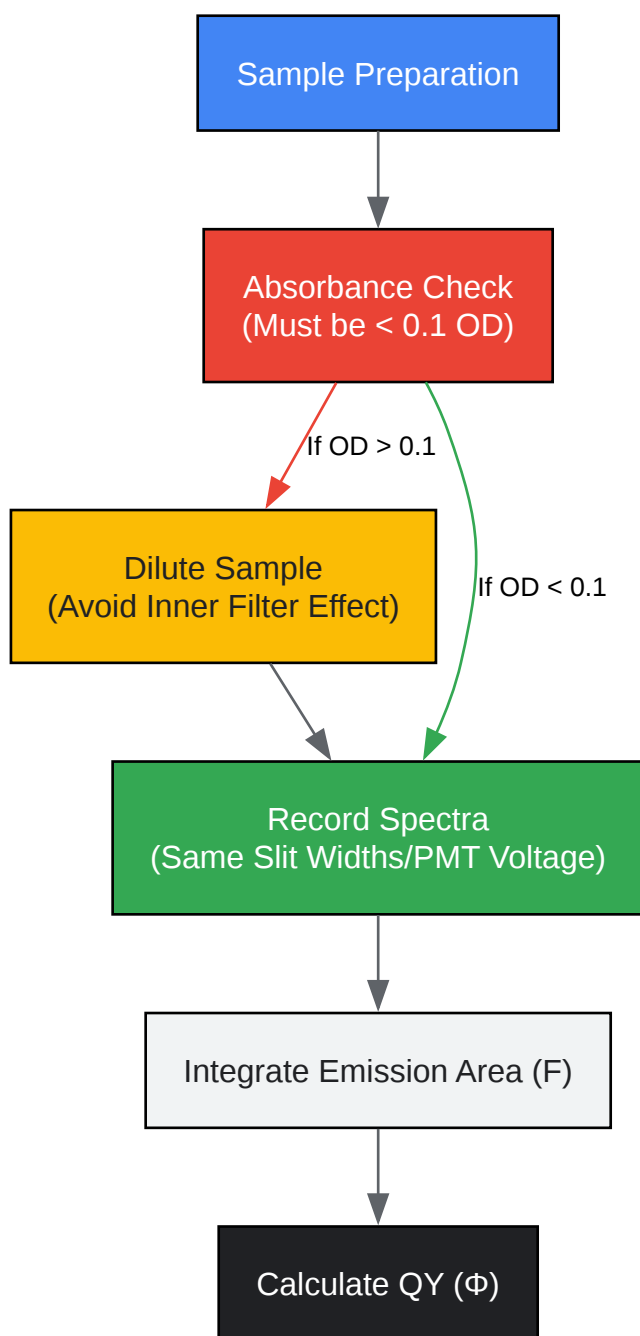 Sample Preparation
Absorbance Check
(Must be < 0.1 OD)
If OD > 0.1
Dilute Sample
(Avoid Inner Filter Effect)
If OD < 0.1
Record Spectra
(Same Slit Widths/PMT Voltage)
Integrate Emission Area (F)
Calculate QY (Φ)